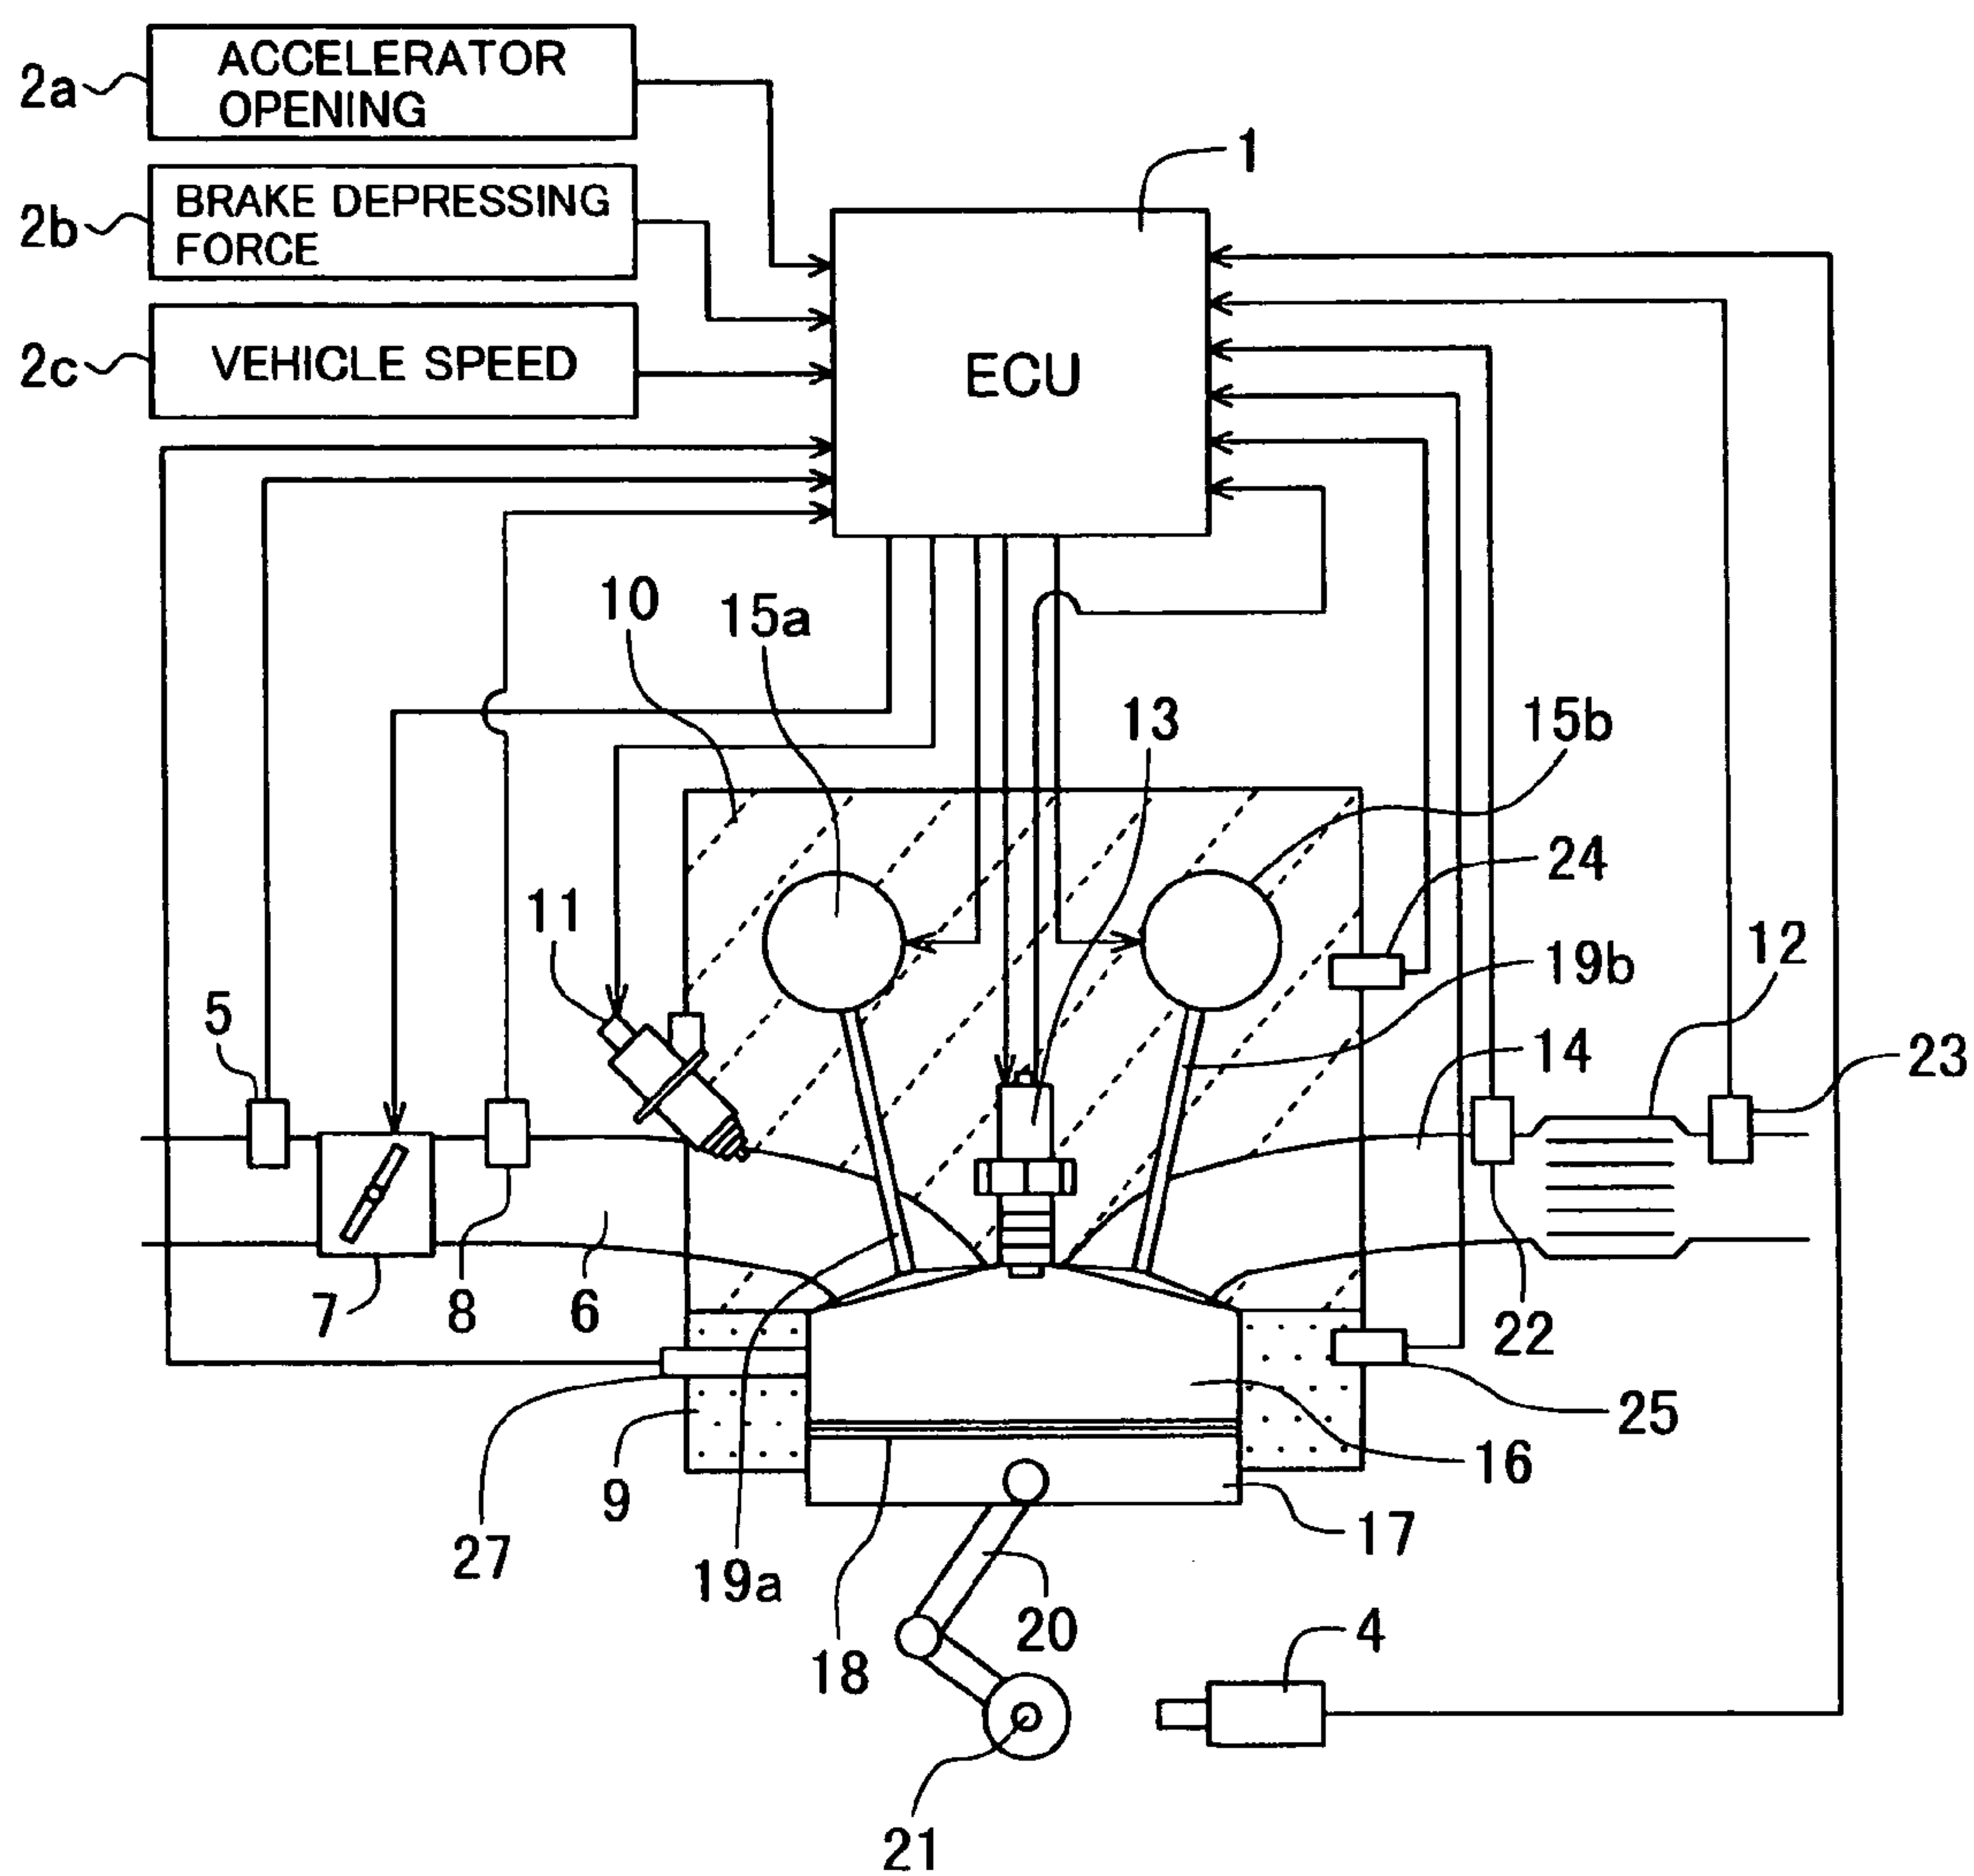 2a
ACCELERATOR
OPENING
2b
BRAKE DEPRESSING
FORCE
2c
VEHICLE SPEED
1
ECU
10
15a
13
15b
24
11
19b
12
5
14
23
7
8
6
22
27
9
19a
25
16
17
18
20
4
21